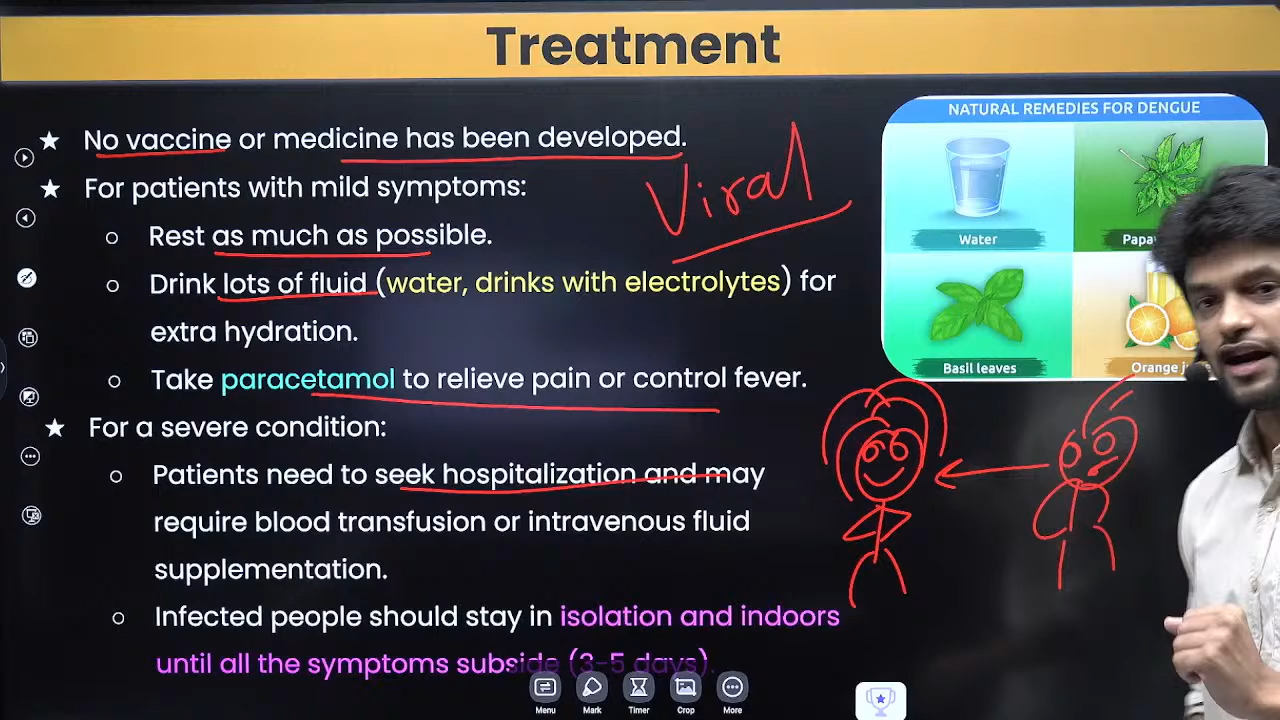 Treatment
★ No vaccine or medicine has been developed.
★ For patients with mild symptoms:
○ Rest as much as possible.
○ Drink lots of fluid (water, drinks with electrolytes) for
extra hydration.
○ Take paracetamol to relieve pain or control fever.
★ For a severe condition:
○ Patients need to seek hospitalization and may
require blood transfusion or intravenous fluid
supplementation.
○ Infected people should stay in isolation and indoors
until all the symptoms subside (3-5 days).
Viral
NATURAL REMEDIES FOR DENGUE
Water
Basil leaves
Orange
Menu
Mark
Timer
Crop
More